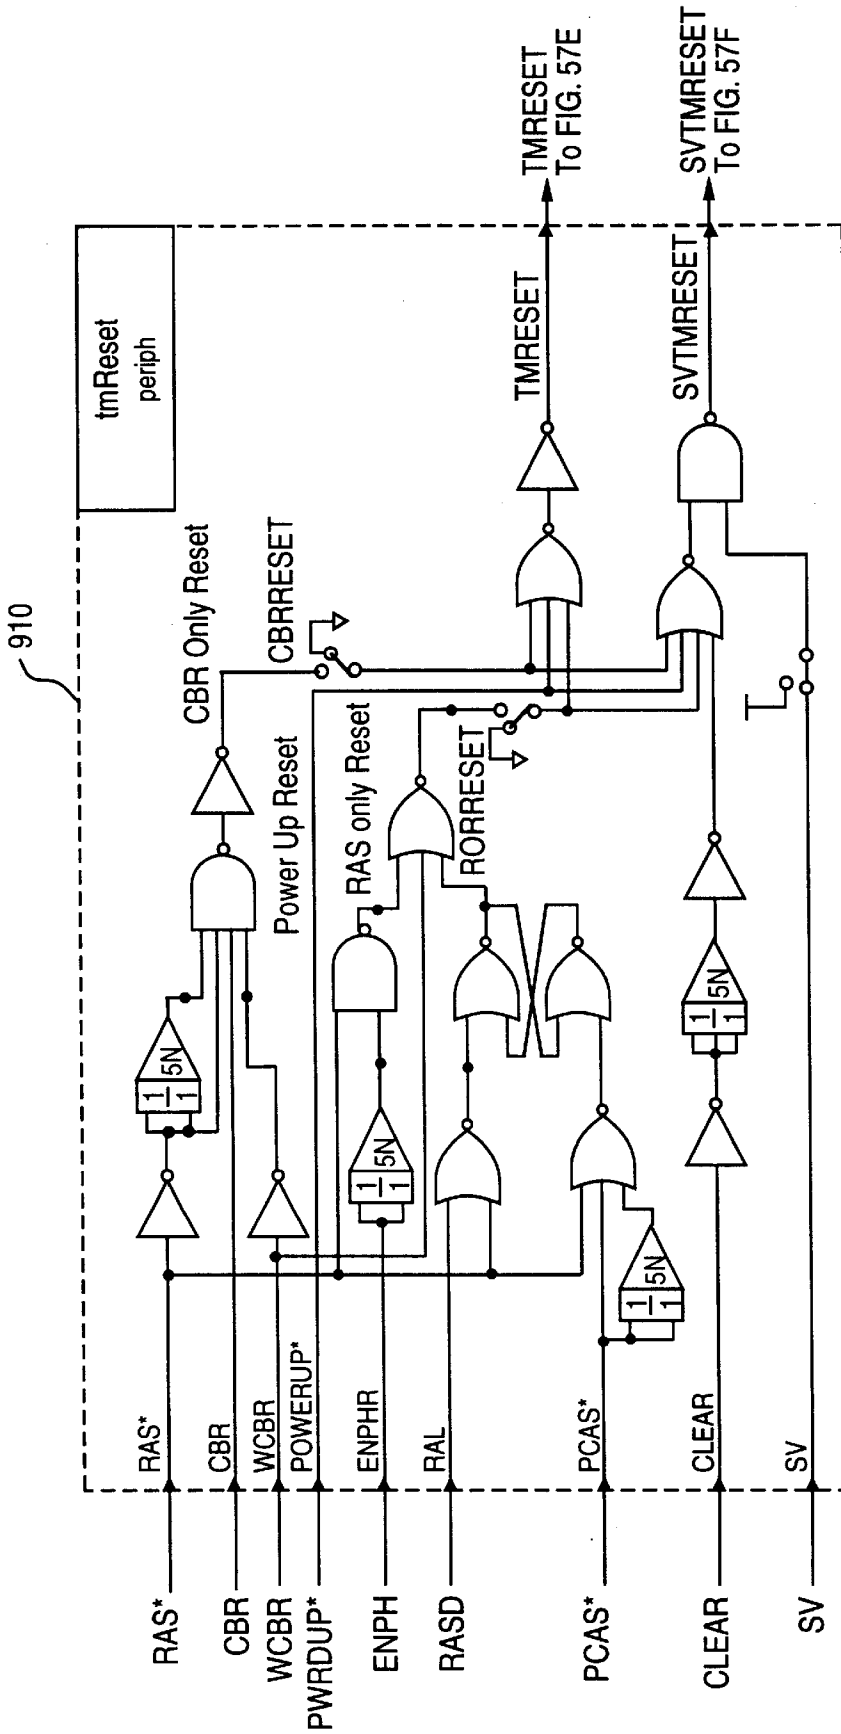 910
tmReset
periph
RAS*
RAS*
CBR
CBR
WCBR
WCBR
PWRDUP*
POWERUP*
ENPH
ENPHR
RASD
RAL
PCAS*
PCAS*
CLEAR
CLEAR
SV
SV
1
1
5N
1
1
5N
1
1
5N
1
1
5N
CBR Only Reset
CBRRESET
Power Up Reset
RAS only Reset
RORRESET
TMRESET
TMRESET
To FIG. 57E
SVTMRESET
SVTMRESET
To FIG. 57F